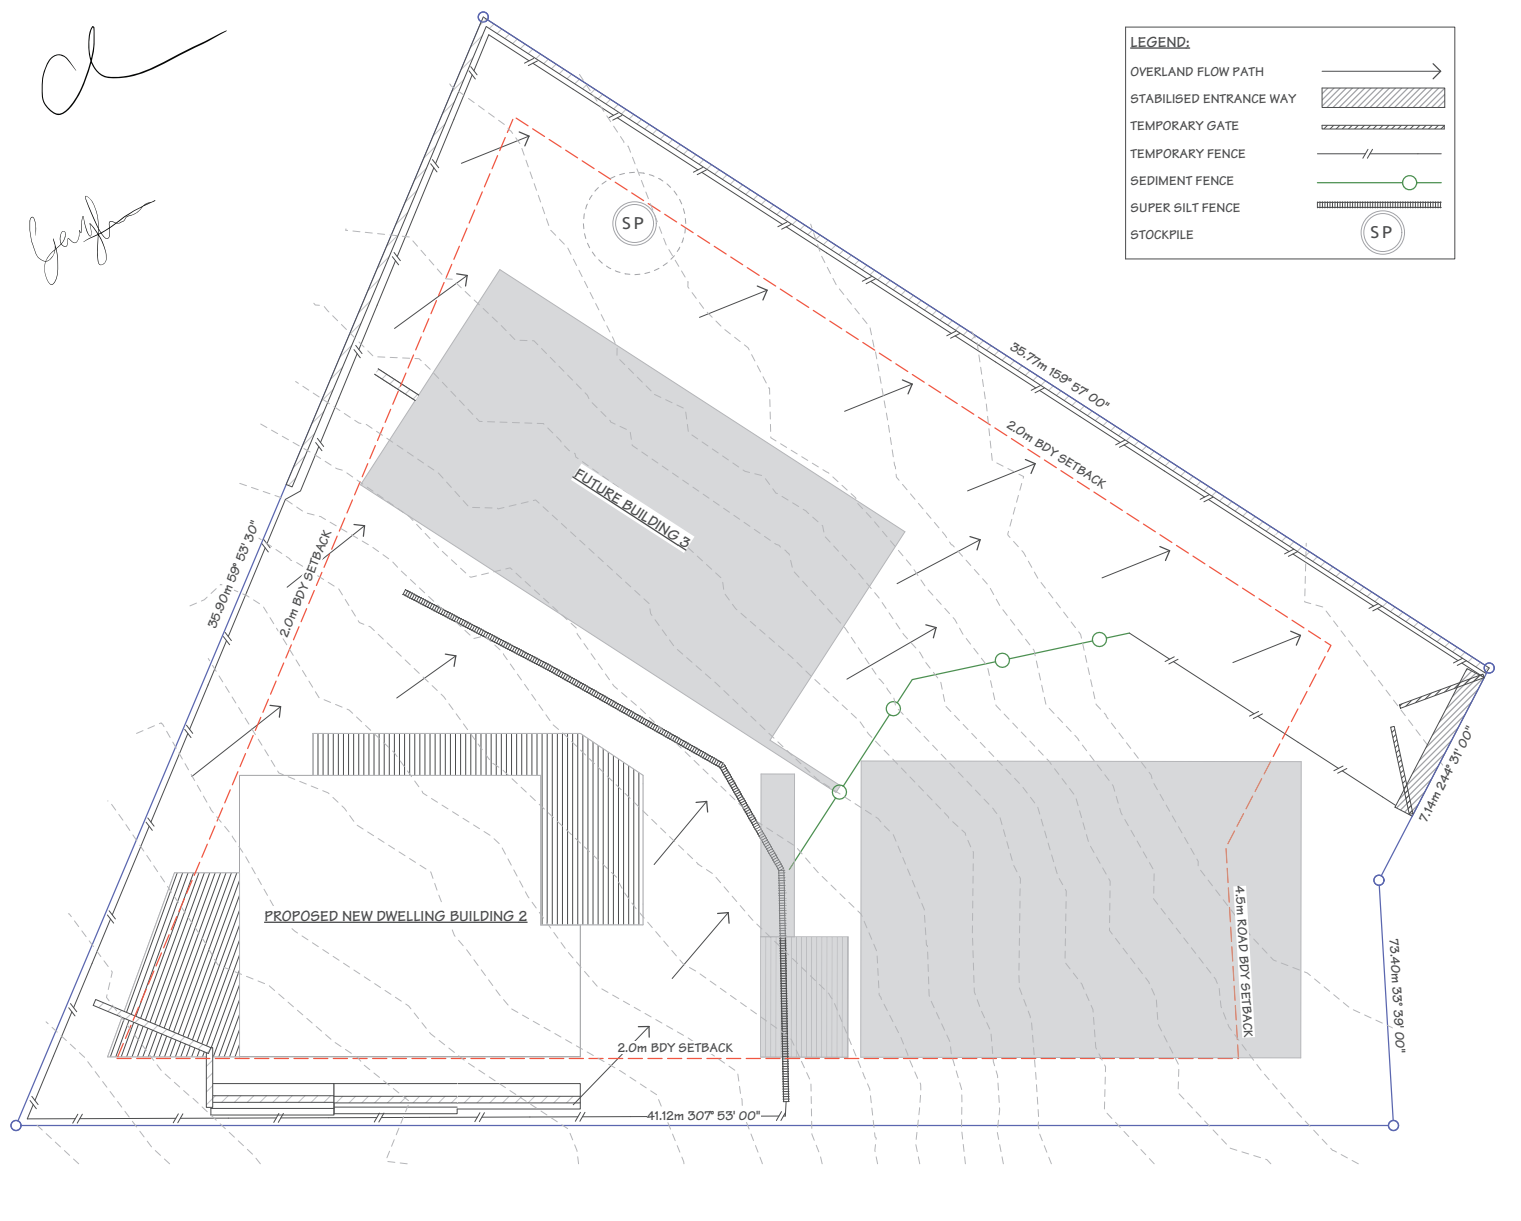 LEGEND:
OVERLAND FLOW PATH
STABILISED ENTRANCE WAY
TEMPORARY GATE
TEMPORARY FENCE
SEDIMENT FENCE
SUPER SILT FENCE
STOCKPILE
SP
SP
35.77m 159° 57' 00"
2.0m BDY SETBACK
FUTURE BUILDING 3
35.90m 59° 53' 30"
2.0m BDY SETBACK
7.14m 244° 31' 00"
PROPOSED NEW DWELLING BUILDING 2
4.5m ROAD BDY SETBACK
73.40m 33° 39' 00"
2.0m BDY SETBACK
41.12m 307° 53' 00"